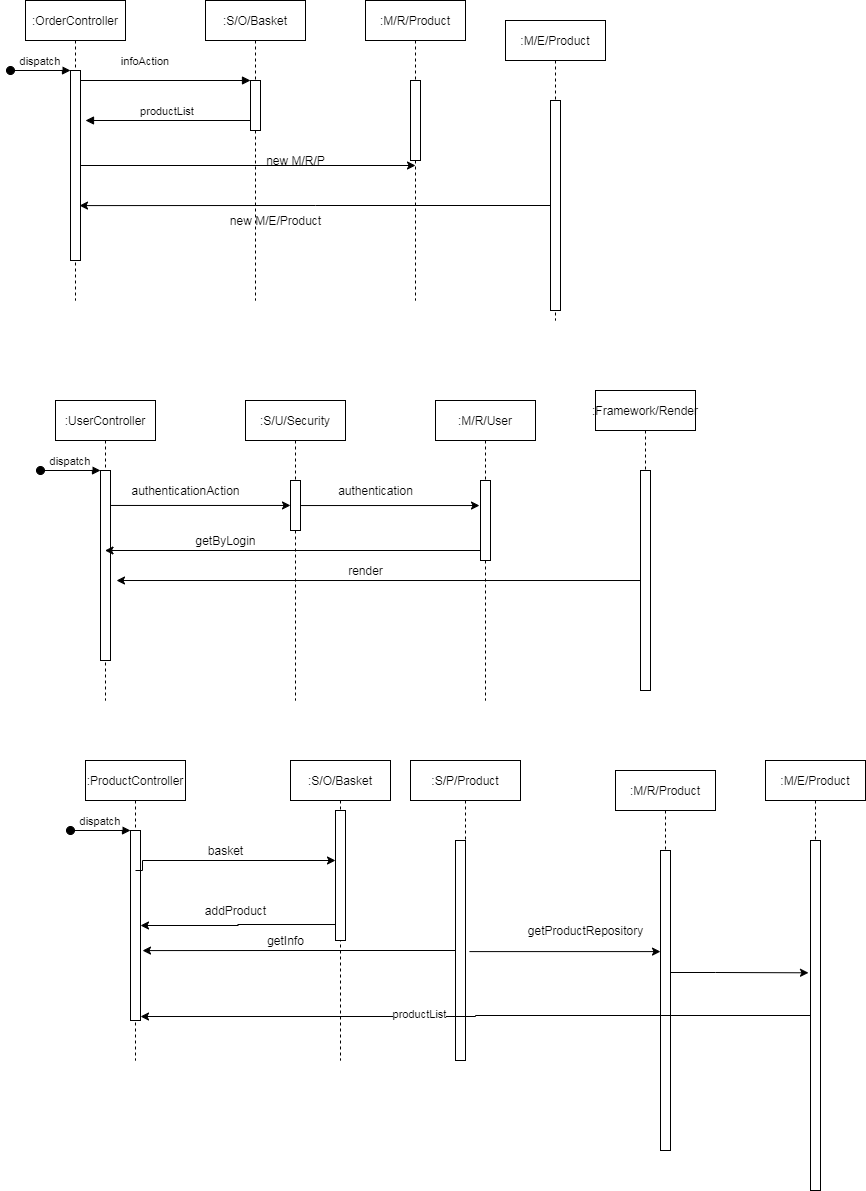 :OrderController
:S/O/Basket
:M/R/Product
:M/E/Product
dispatch
infoAction
productList
new M/R/P
new M/E/Product
:UserController
:S/U/Security
:M/R/User
:Framework/Render
dispatch
authenticationAction
authentication
getByLogin
render
:ProductController
:S/O/Basket
:S/P/Product
:M/R/Product
:M/E/Product
dispatch
basket
addProduct
getInfo
getProductRepository
productList